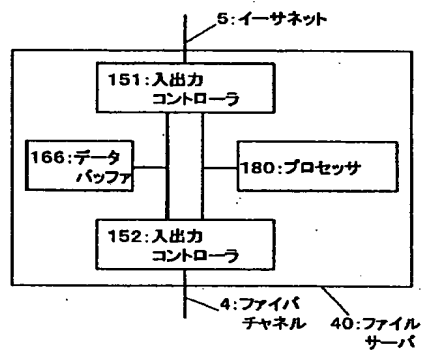 5:イーサネット
151:入出力
コントローラ
166:データ
バッファ
180:プロセッサ
152:入出力
コントローラ
4:ファイバ
チャネル
40:ファイル
サーバ